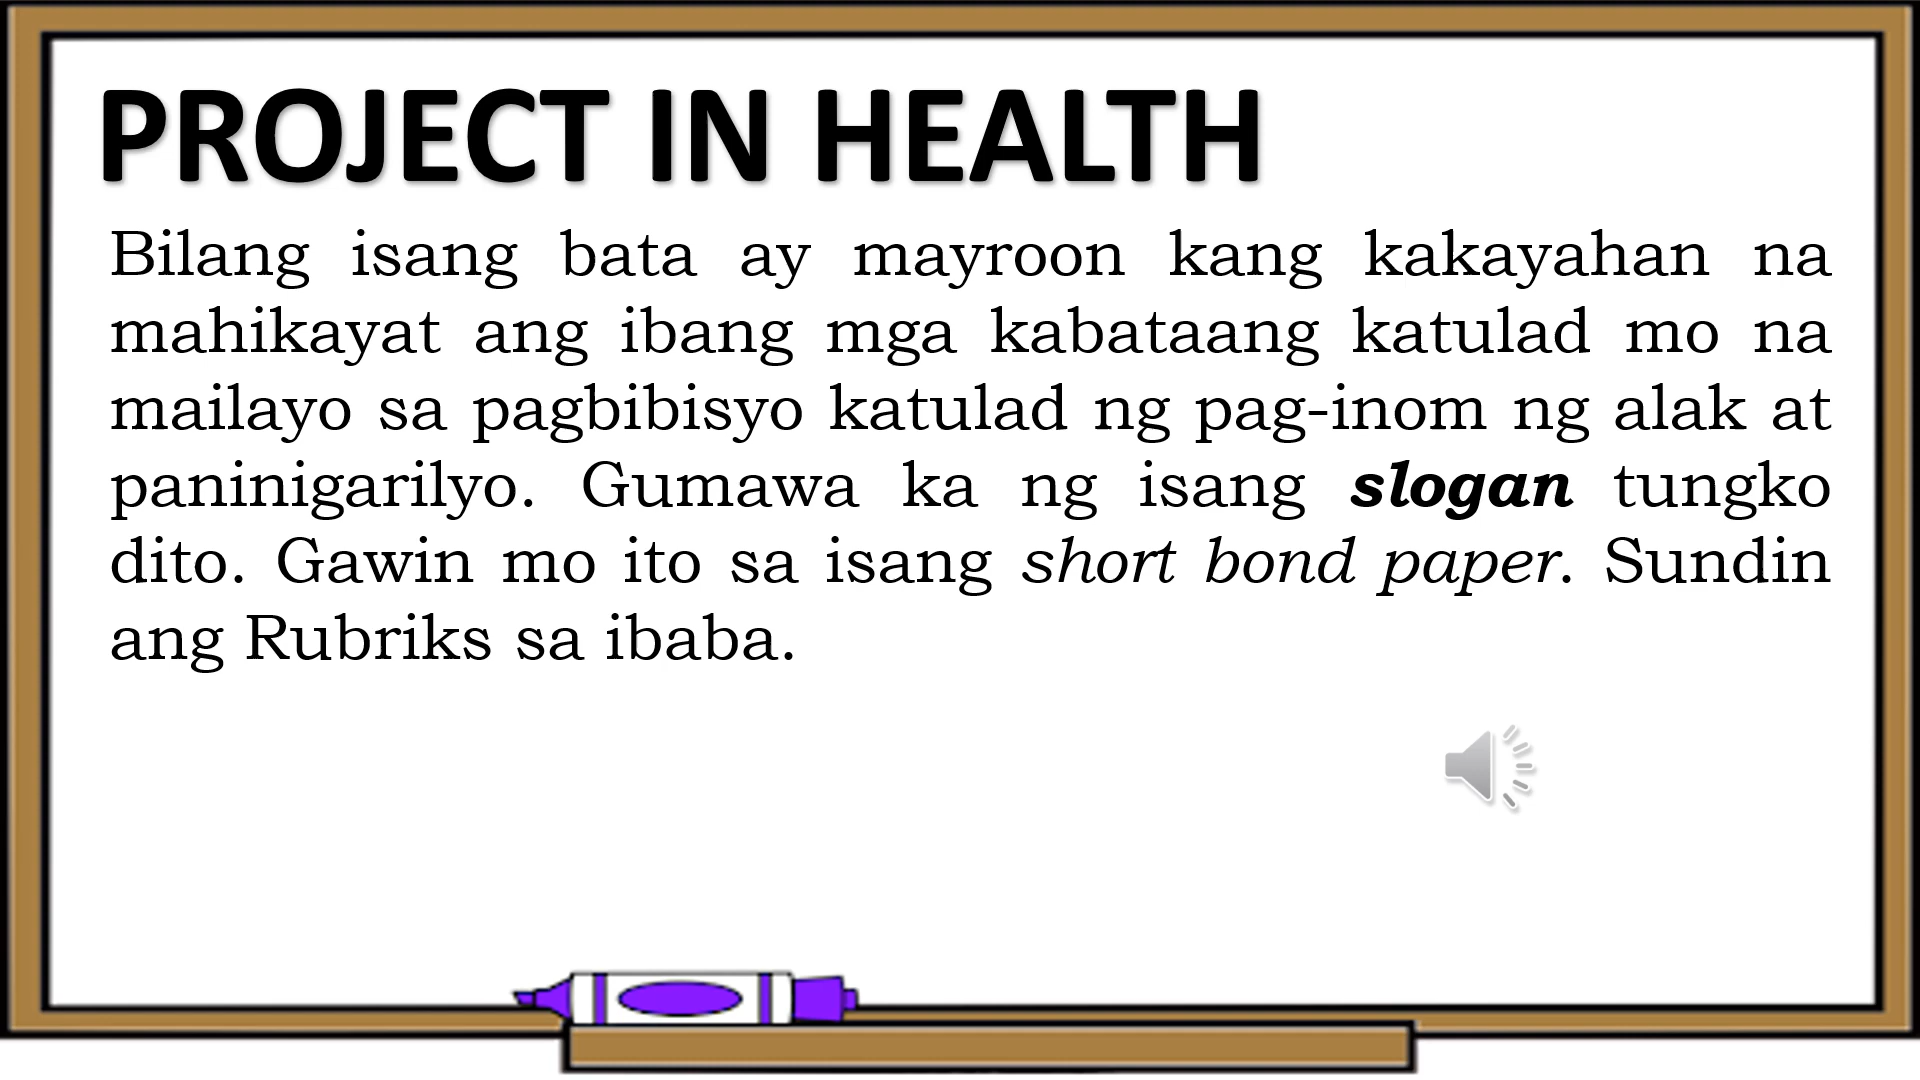 PROJECT IN HEALTH
Bilang isang bata ay mayroon kang kakayahan na
mahikayat ang ibang mga kabataang katulad mo na
mailayo sa pagbibisyo katulad ng pag-inom ng alak at
paninigarilyo. Gumawa ka ng isang slogan tungko
dito. Gawin mo ito sa isang short bond paper. Sundin
ang Rubriks sa ibaba.